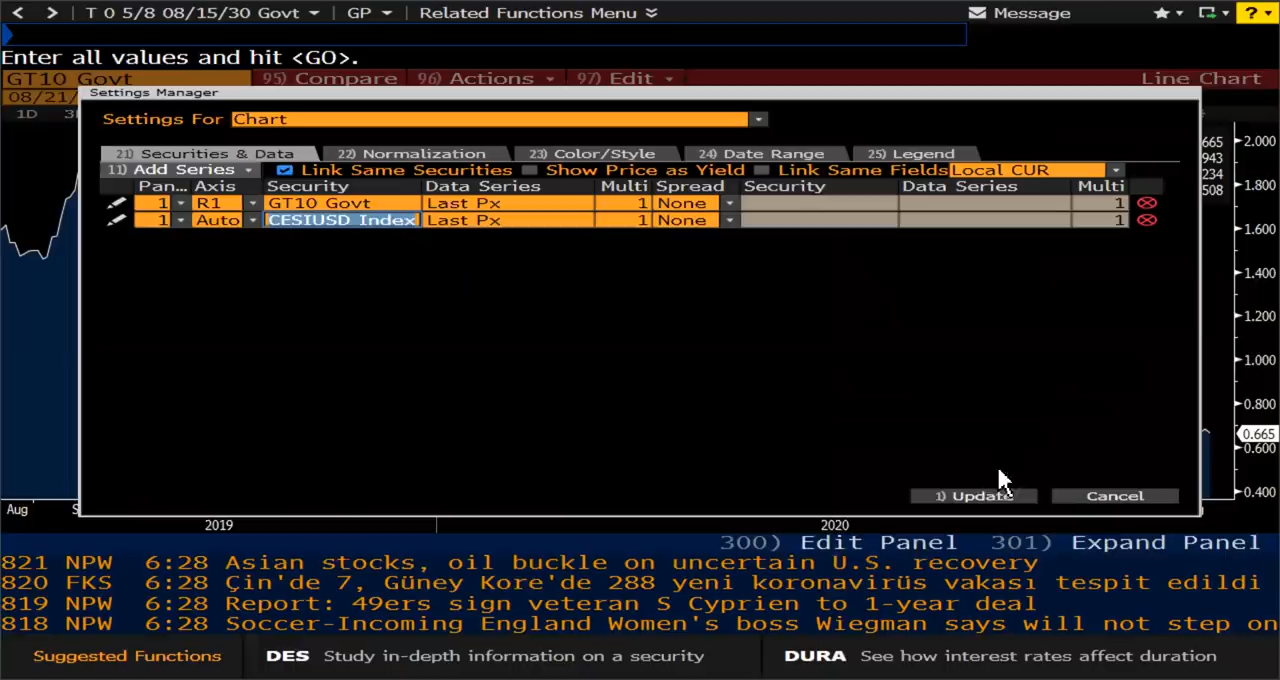 T 0 5/8 08/15/30 Govt GP Related Functions Menu Message ?
Enter all values and hit <GO>.
GT10 Govt 95) Compare 96) Actions 97) Edit Line Chart
Settings Manager
08/21/
1D
Settings For Chart
21) Securities & Data 22) Normalization 23) Color/Style 24) Date Range 25) Legend
11) Add Series Link Same Securities Show Price as Yield Link Same Fields Local CUR
Pan... Axis Security Data Series Multi Spread Security Data Series Multi
1 R1 GT10 Govt Last Px 1 None 1
1 Auto CESIUSD Index Last Px 1 None 1
665
943
234
508
2.000
1.800
1.600
1.400
1.200
1.000
0.800
0.665
0.600
0.400
1) Update Cancel
Aug
2019 2020
300) Edit Panel 301) Expand Panel
821 NPW 6:28 Asian stocks, oil buckle on uncertain U.S. recovery
820 FKS 6:28 Çin'de 7, Güney Kore'de 288 yeni koronavirüs vakası tespit edildi
819 NPW 6:28 Report: 49ers sign veteran S Cyprien to 1-year deal
818 NPW 6:28 Soccer-Incoming England Women's boss Wiegman says will not step on
Suggested Functions DES Study in-depth information on a security DURA See how interest rates affect duration